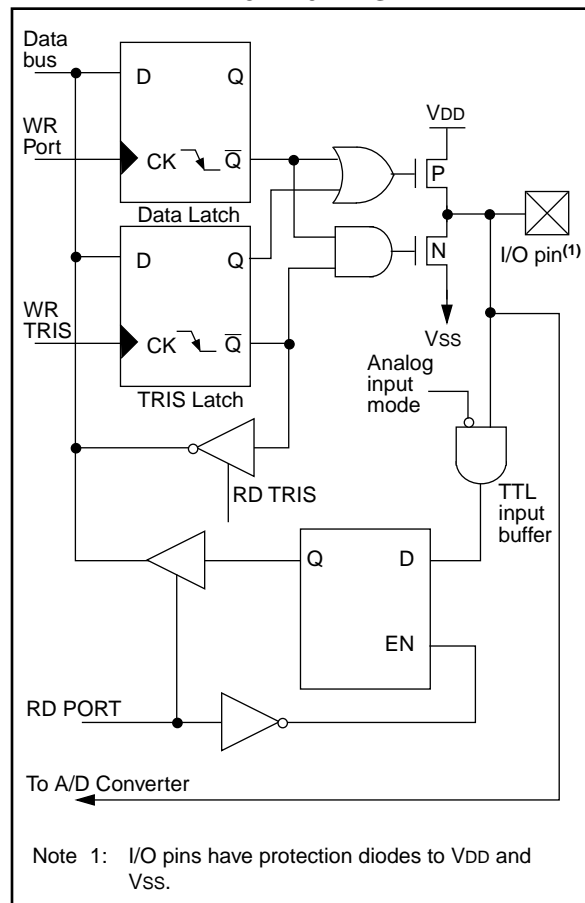 Data
bus
D
Q
WR
Port
CK
Q̅
Data Latch
VDD
P
N
I/O pin(1)
VSS
D
Q
WR
TRIS
CK
Q̅
TRIS Latch
Analog
input
mode
RD TRIS
TTL
input
buffer
Q
D
EN
RD PORT
To A/D Converter
Note 1: I/O pins have protection diodes to VDD and
VSS.